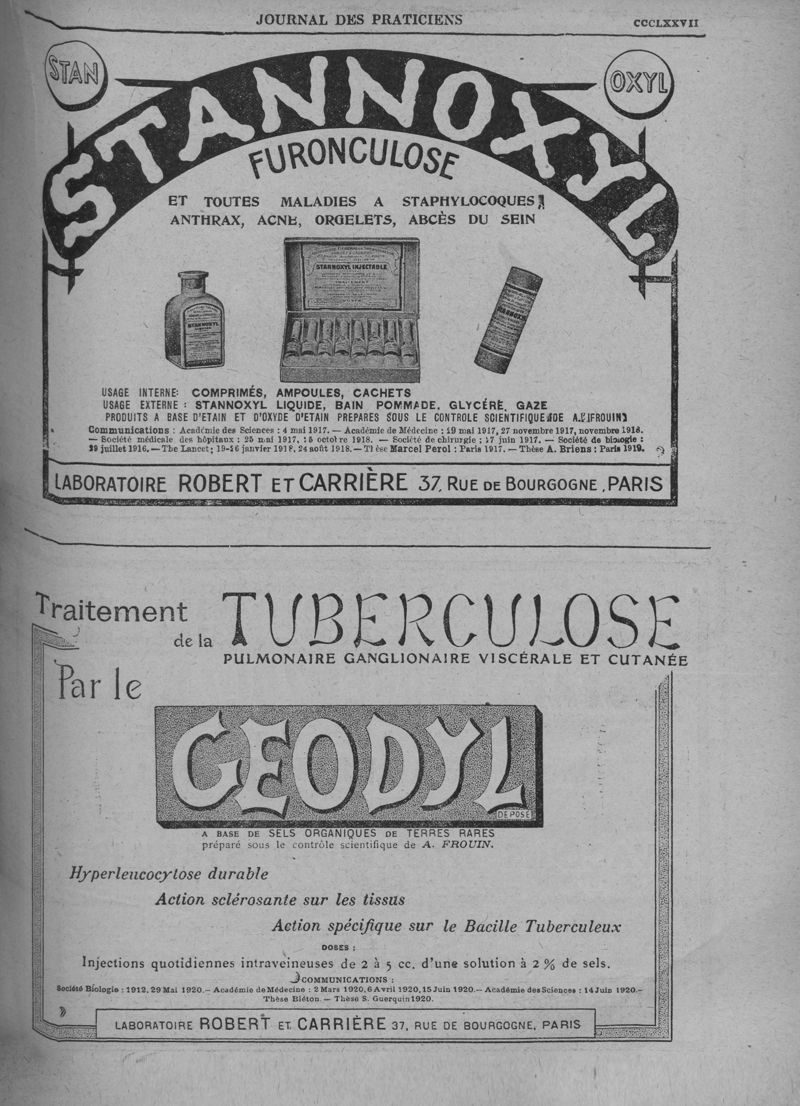 JOURNAL DES PRATICIENS
CCCLXXVII
STAN
OXYL
STANNOXYL
FURONCULOSE
ET TOUTES MALADIES A STAPHYLOCOQUES
ANTHRAX, ACNE, ORGELETS, ABCÈS DU SEIN
STANNOXYL INJECTABLE
STANNOXYL
USAGE INTERNE: COMPRIMÉS, AMPOULES, CACHETS
USAGE EXTERNE : STANNOXYL LIQUIDE, BAIN POMMADE, GLYCÉRÉ, GAZE
PRODUITS A BASE D'ETAIN ET D'OXYDE D'ETAIN PREPARES SOUS LE CONTROLE SCIENTIFIQUE DE A. FROUIN
Communications : Académie des Sciences : 4 mai 1917. — Académie de Médecine : 19 mai 1917, 27 novembre 1917, novembre 1918.
— Société médicale des hôpitaux : 25 mai 1917, 18 octobre 1918. — Société de chirurgie : 17 juin 1917. — Société de biologie :
29 juillet 1916. — The Lancet; 19-26 janvier 1918, 24 août 1918. — Thèse Marcel Perol : Paris 1917. — Thèse A. Briens : Paris 1919.
LABORATOIRE ROBERT ET CARRIÈRE 37, RUE DE BOURGOGNE, PARIS
Traitement
de la TUBERCULOSE
PULMONAIRE GANGLIONAIRE VISCÉRALE ET CUTANÉE
Par le
GEODYL
DÉPOSÉ
A BASE DE SELS ORGANIQUES DE TERRES RARES
préparé sous le contrôle scientifique de A. FROUIN.
Hyperleucocytose durable
Action sclérosante sur les tissus
Action spécifique sur le Bacille Tuberculeux
DOSES :
Injections quotidiennes intraveineuses de 2 à 5 cc. d'une solution à 2 % de sels.
COMMUNICATIONS :
Société Biologie : 1912, 29 Mai 1920. — Académie de Médecine : 2 Mars 1920, 6 Avril 1920, 15 Juin 1920. — Académie des Sciences : 14 Juin 1920. —
Thèse Biéton. — Thèse S. Guerquin 1920.
LABORATOIRE ROBERT ET CARRIÈRE 37, RUE DE BOURGOGNE, PARIS